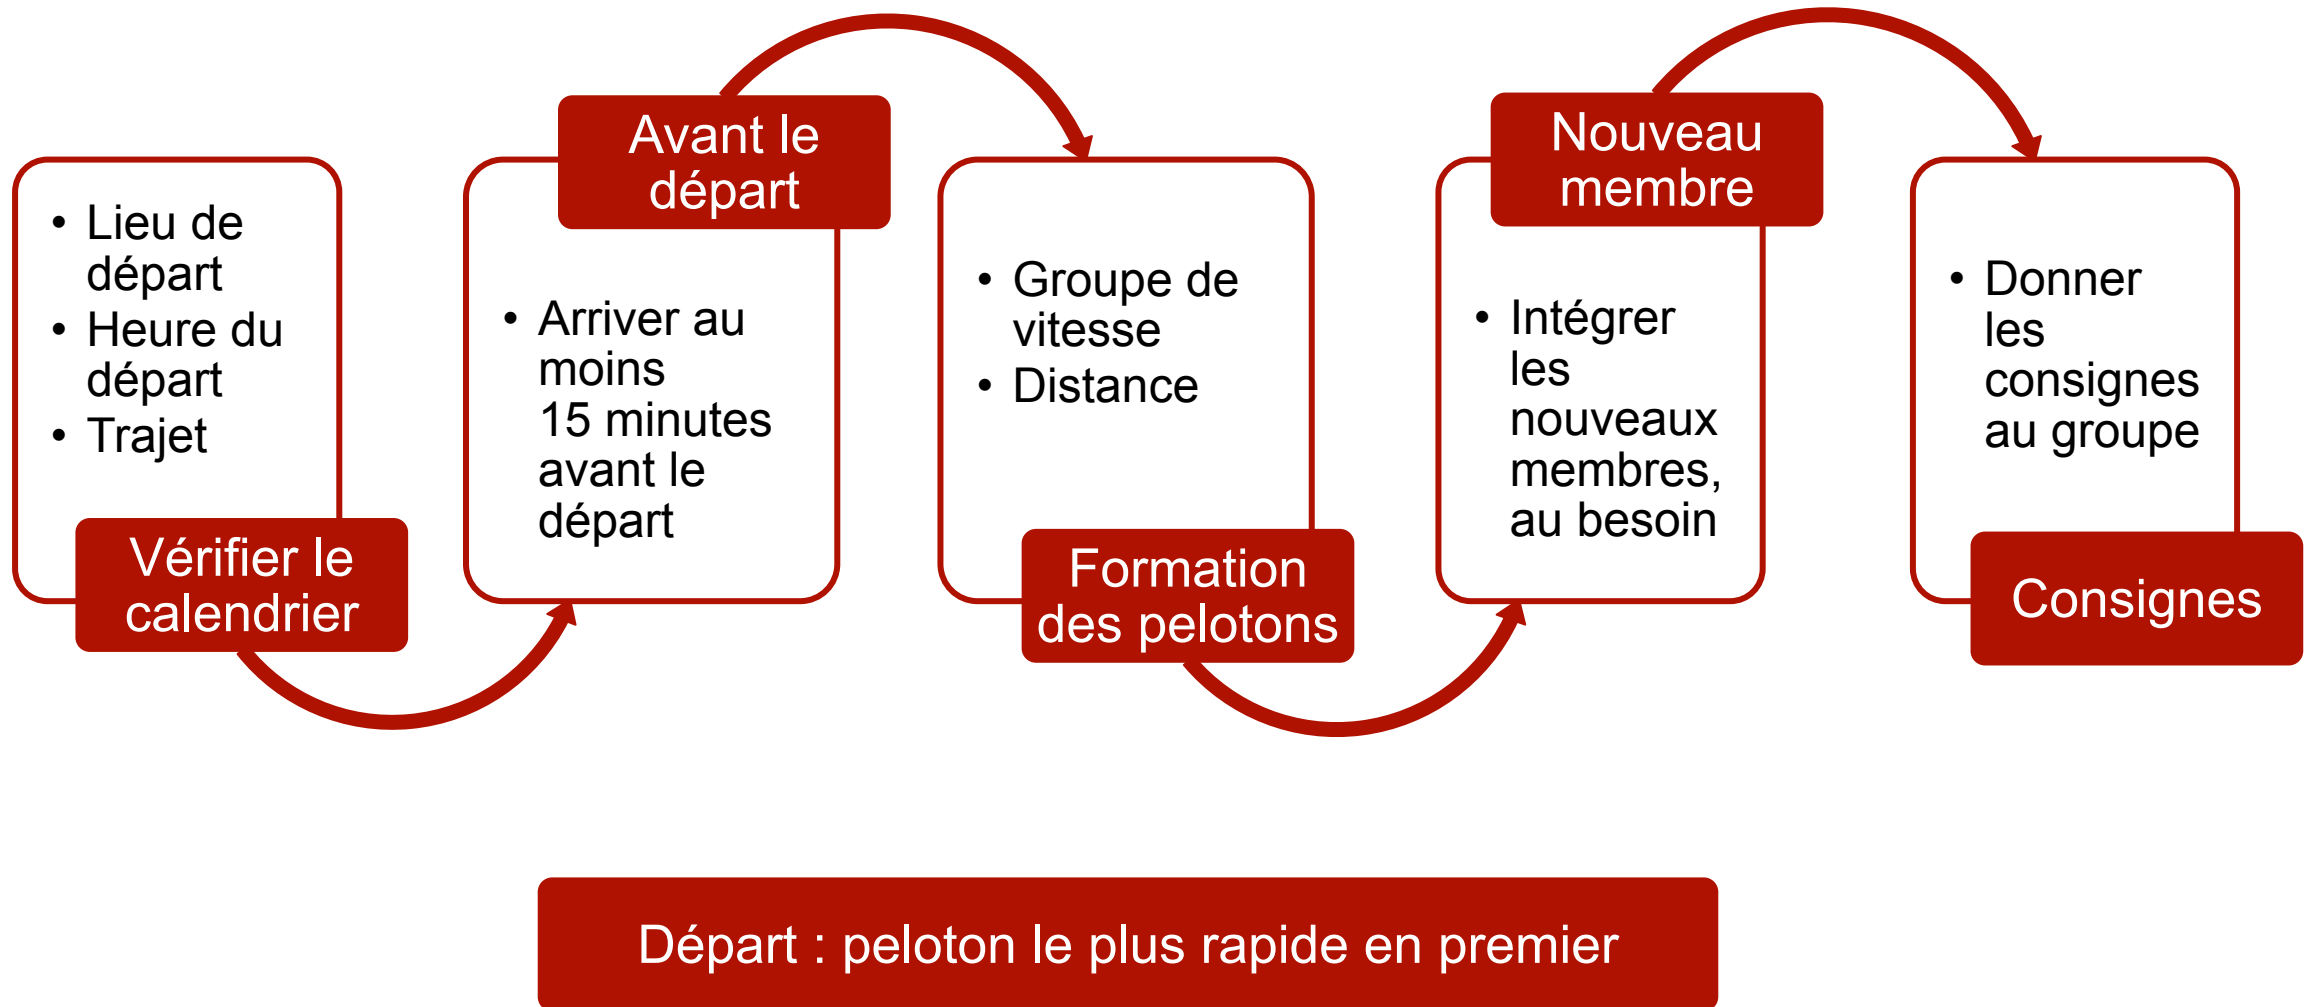 • Lieu de
départ
• Heure du
départ
• Trajet
Vérifier le
calendrier
Avant le
départ
• Arriver au
moins
15 minutes
avant le
départ
• Groupe de
vitesse
• Distance
Formation
des pelotons
Nouveau
membre
• Intégrer
les
nouveaux
membres,
au besoin
• Donner
les
consignes
au groupe
Consignes
Départ : peloton le plus rapide en premier